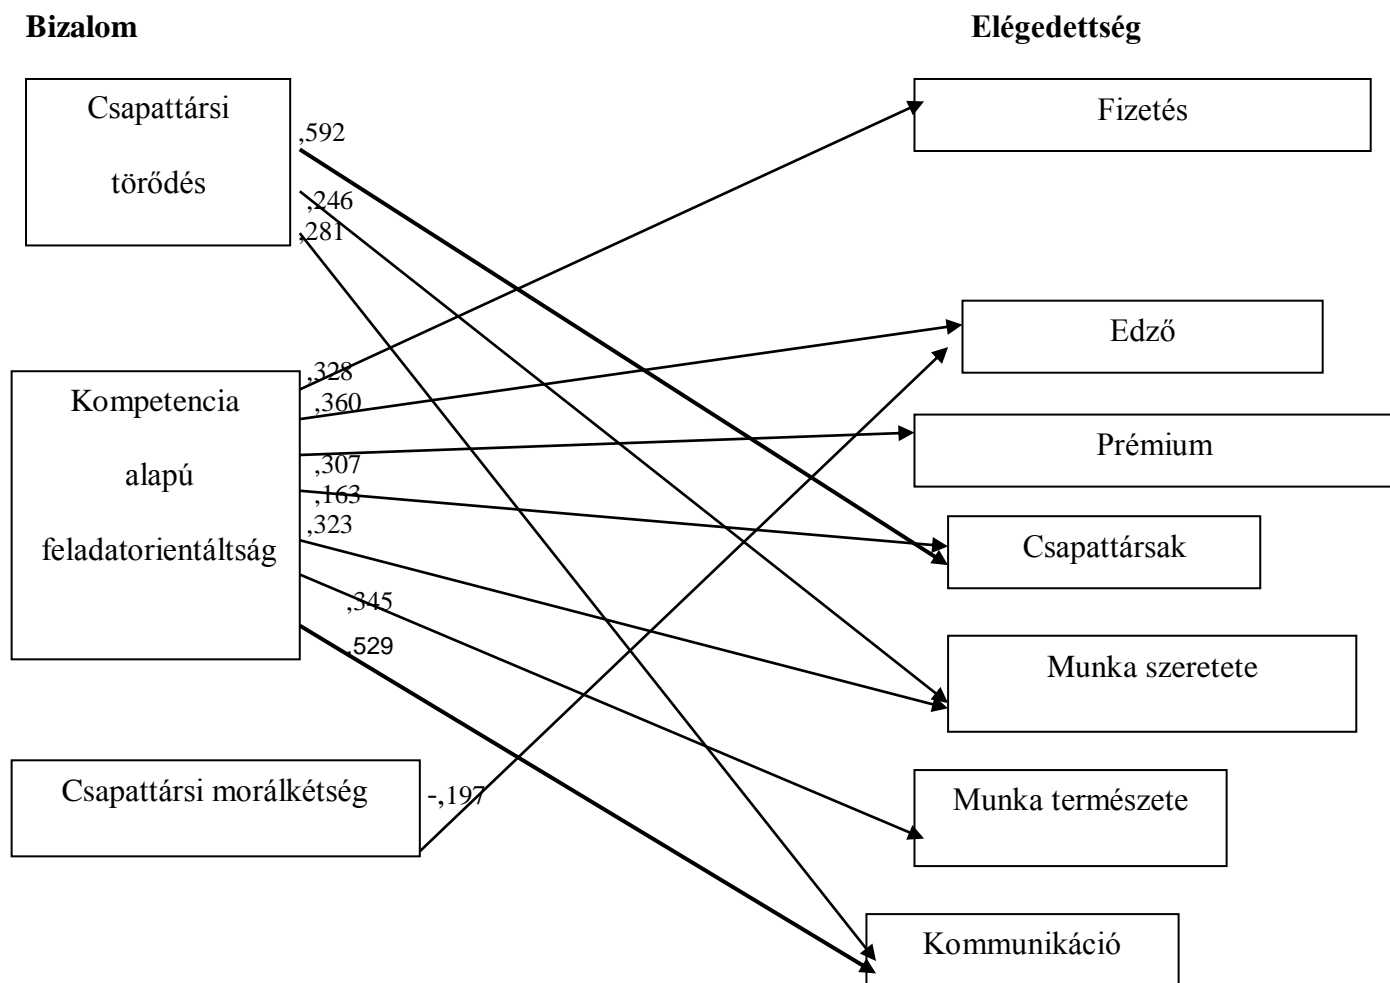 Bizalom
Elégedettség
Csapattársi
törődés
,592
,246
,281
Kompetencia
alapú
feladatorientáltság
,328
,360
,307
,163
,323
,345
,529
Csapattársi morálkétség
-,197
Fizetés
Edző
Prémium
Csapattársak
Munka szeretete
Munka természete
Kommunikáció